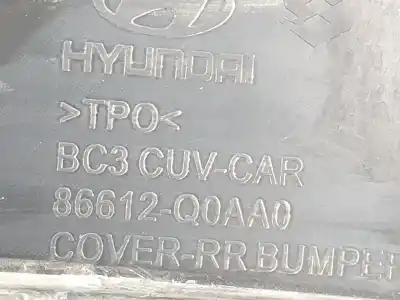 HYUNDAI
>TPO<
BC3 CUV-CAR
86612-Q0AA0
COVER-RR.BUMPER